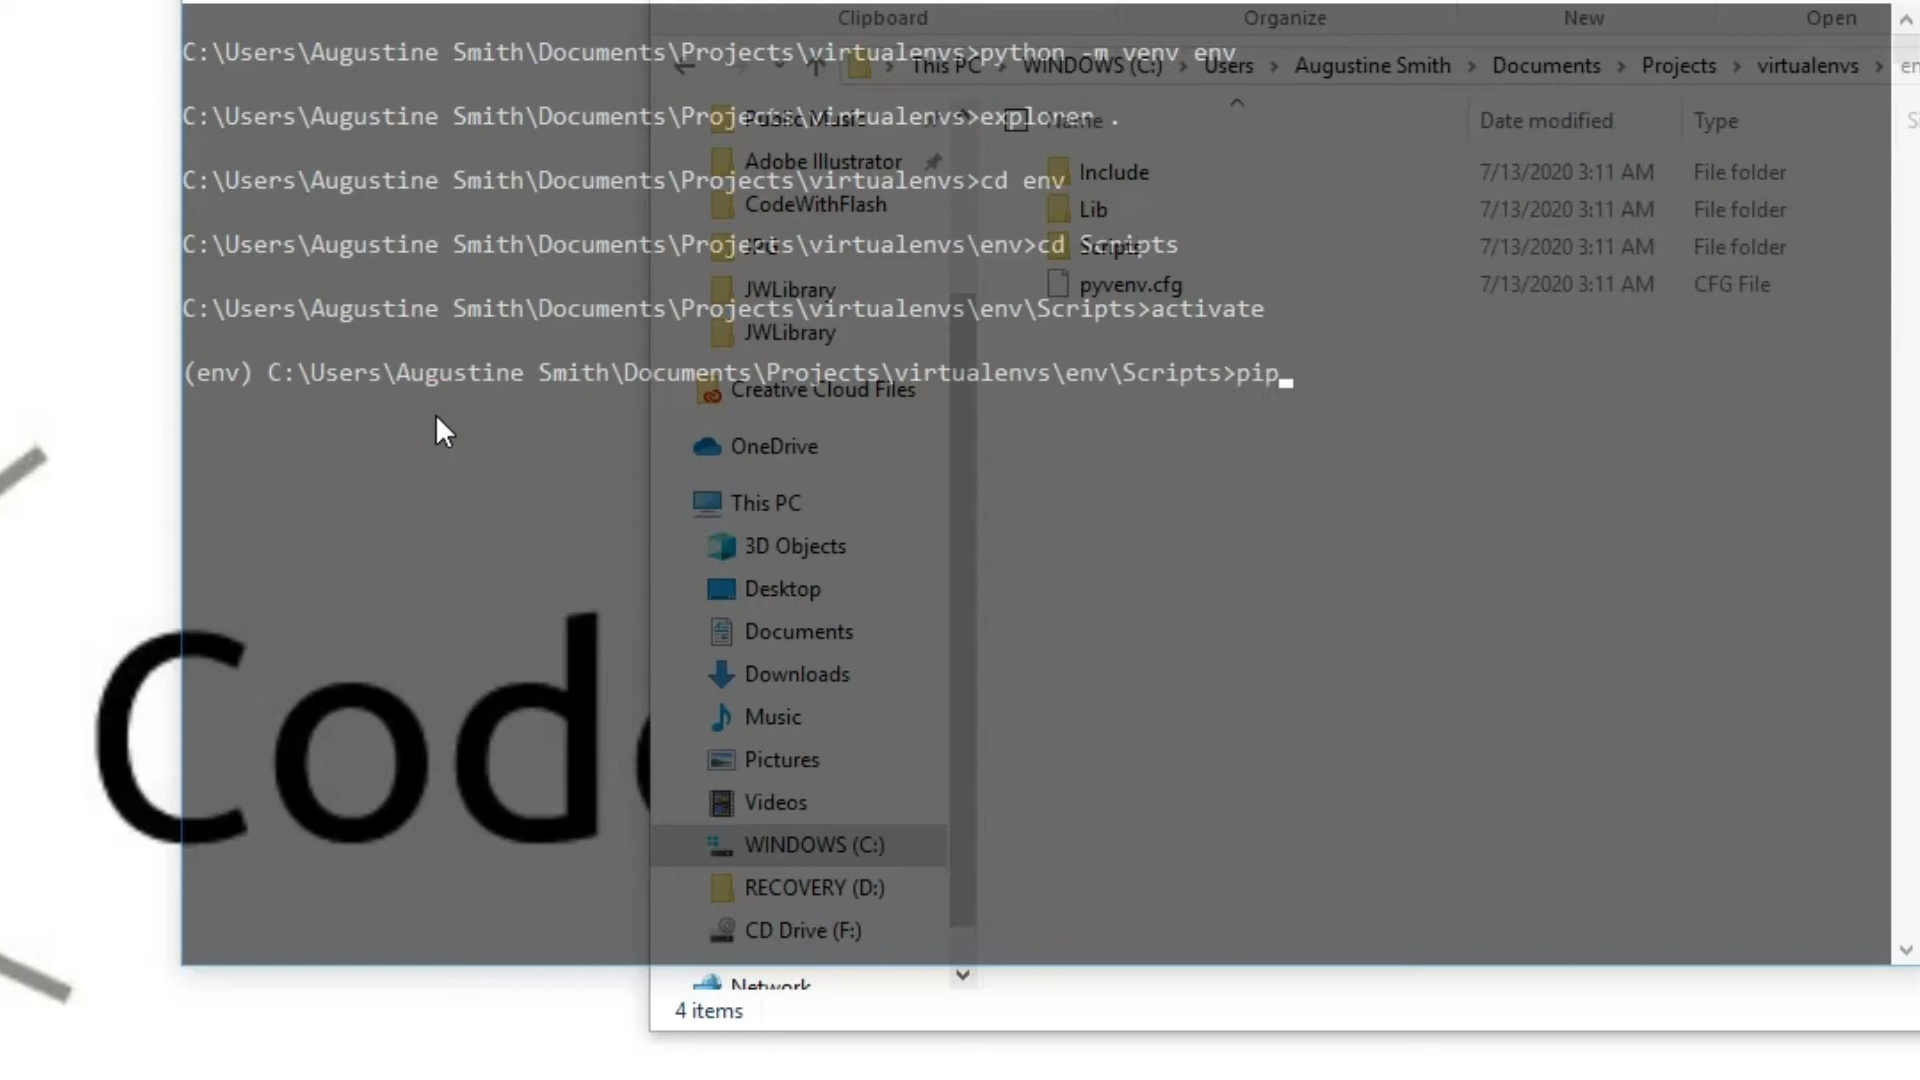 Clipboard Organize New Open
C:\Users\Augustine Smith\Documents\Projects\virtualenvs>python -m venv env
This PC > WINDOWS (C:) > Users > Augustine Smith > Documents > Projects > virtualenvs > en
C:\Users\Augustine Smith\Documents\Projects\virtualenvs>explorer .
Public Music
Name Date modified Type
C:\Users\Augustine Smith\Documents\Projects\virtualenvs>cd env
Adobe Illustrator
CodeWithFlash
C:\Users\Augustine Smith\Documents\Projects\virtualenvs\env>cd Scripts
JPG
JWLibrary
C:\Users\Augustine Smith\Documents\Projects\virtualenvs\env\Scripts>activate
JWLibrary
(env) C:\Users\Augustine Smith\Documents\Projects\virtualenvs\env\Scripts>pip
Creative Cloud Files
OneDrive
This PC
3D Objects
Desktop
Documents
Downloads
Music
Pictures
Videos
WINDOWS (C:)
RECOVERY (D:)
CD Drive (F:)
Network
Include 7/13/2020 3:11 AM File folder
Lib 7/13/2020 3:11 AM File folder
Scripts 7/13/2020 3:11 AM File folder
pyvenv.cfg 7/13/2020 3:11 AM CFG File
4 items
Cod